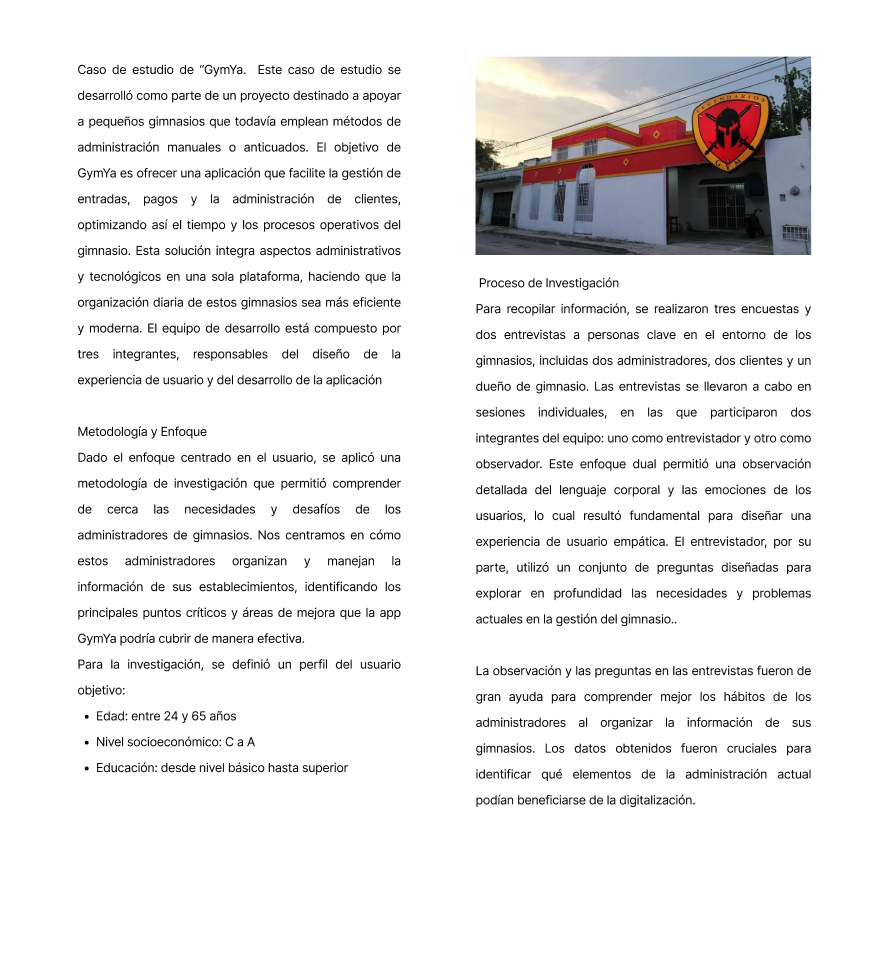 Caso de estudio de “GymYa.  Este caso de estudio se
desarrolló como parte de un proyecto destinado a apoyar
a pequeños gimnasios que todavía emplean métodos de
administración manuales o anticuados. El objetivo de
GymYa es ofrecer una aplicación que facilite la gestión de
entradas, pagos y la administración de clientes,
optimizando así el tiempo y los procesos operativos del
gimnasio. Esta solución integra aspectos administrativos
y tecnológicos en una sola plataforma, haciendo que la
organización diaria de estos gimnasios sea más eficiente
y moderna. El equipo de desarrollo está compuesto por
tres integrantes, responsables del diseño de la
experiencia de usuario y del desarrollo de la aplicación
Metodología y Enfoque
Dado el enfoque centrado en el usuario, se aplicó una
metodología de investigación que permitió comprender
de cerca las necesidades y desafíos de los
administradores de gimnasios. Nos centramos en cómo
estos administradores organizan y manejan la
información de sus establecimientos, identificando los
principales puntos críticos y áreas de mejora que la app
GymYa podría cubrir de manera efectiva.
Para la investigación, se definió un perfil del usuario
objetivo:
• Edad: entre 24 y 65 años
• Nivel socioeconómico: C a A
• Educación: desde nivel básico hasta superior
LEGENDARIOS
GYM
Proceso de Investigación
Para recopilar información, se realizaron tres encuestas y
dos entrevistas a personas clave en el entorno de los
gimnasios, incluidas dos administradores, dos clientes y un
dueño de gimnasio. Las entrevistas se llevaron a cabo en
sesiones individuales, en las que participaron dos
integrantes del equipo: uno como entrevistador y otro como
observador. Este enfoque dual permitió una observación
detallada del lenguaje corporal y las emociones de los
usuarios, lo cual resultó fundamental para diseñar una
experiencia de usuario empática. El entrevistador, por su
parte, utilizó un conjunto de preguntas diseñadas para
explorar en profundidad las necesidades y problemas
actuales en la gestión del gimnasio..
La observación y las preguntas en las entrevistas fueron de
gran ayuda para comprender mejor los hábitos de los
administradores al organizar la información de sus
gimnasios. Los datos obtenidos fueron cruciales para
identificar qué elementos de la administración actual
podían beneficiarse de la digitalización.